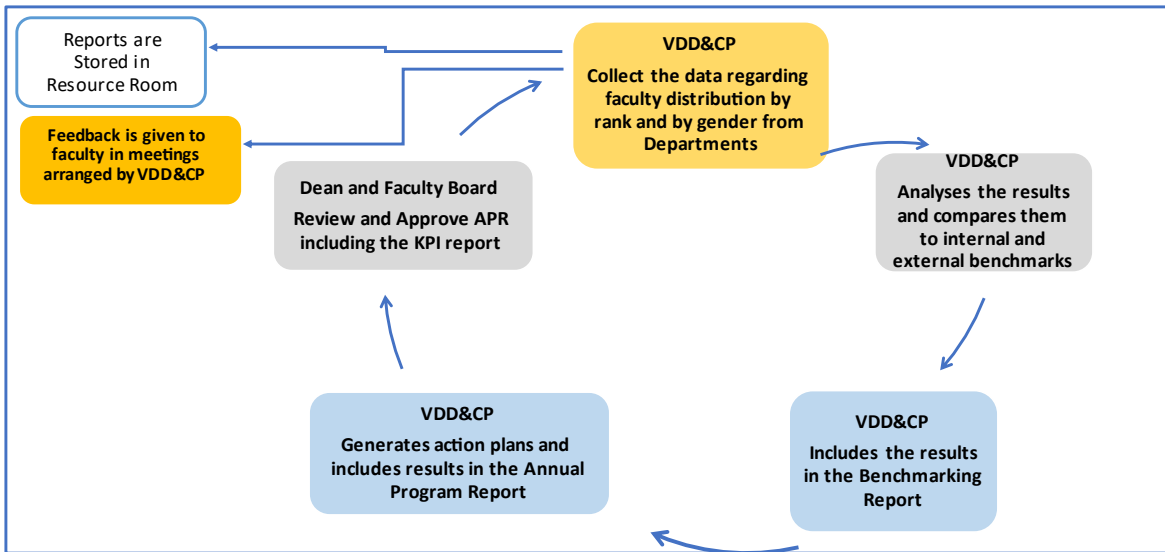 Reports are
Stored in
Resource Room
Feedback is given to
faculty in meetings
arranged by VDD&CP
VDD&CP
Collect the data regarding
faculty distribution by
rank and by gender from
Departments
VDD&CP
Analyses the results
and compares them
to internal and
external benchmarks
VDD&CP
Includes the results
in the Benchmarking
Report
VDD&CP
Generates action plans and
includes results in the Annual
Program Report
Dean and Faculty Board
Review and Approve APR
including the KPI report